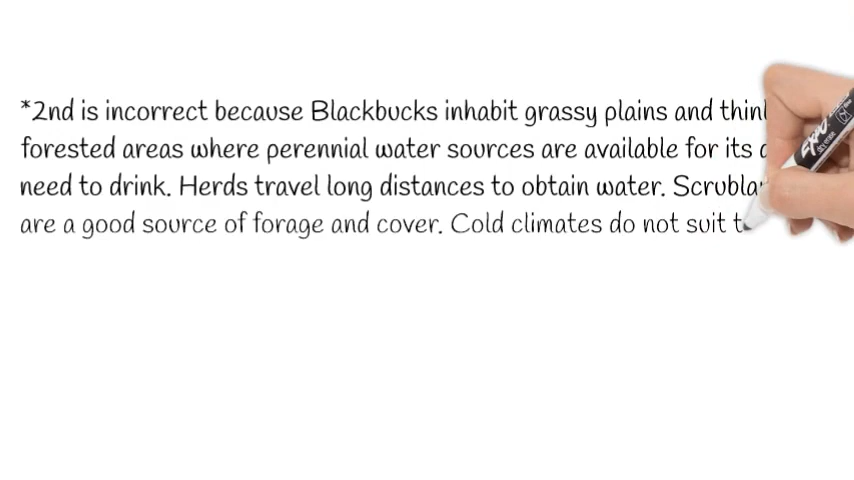 *2nd is incorrect because Blackbucks inhabit grassy plains and
forested areas where perennial water sources are available for its
need to drink. Herds travel long distances to obtain water.
are a good source of forage and cover. Cold climates do not suit
EXPO